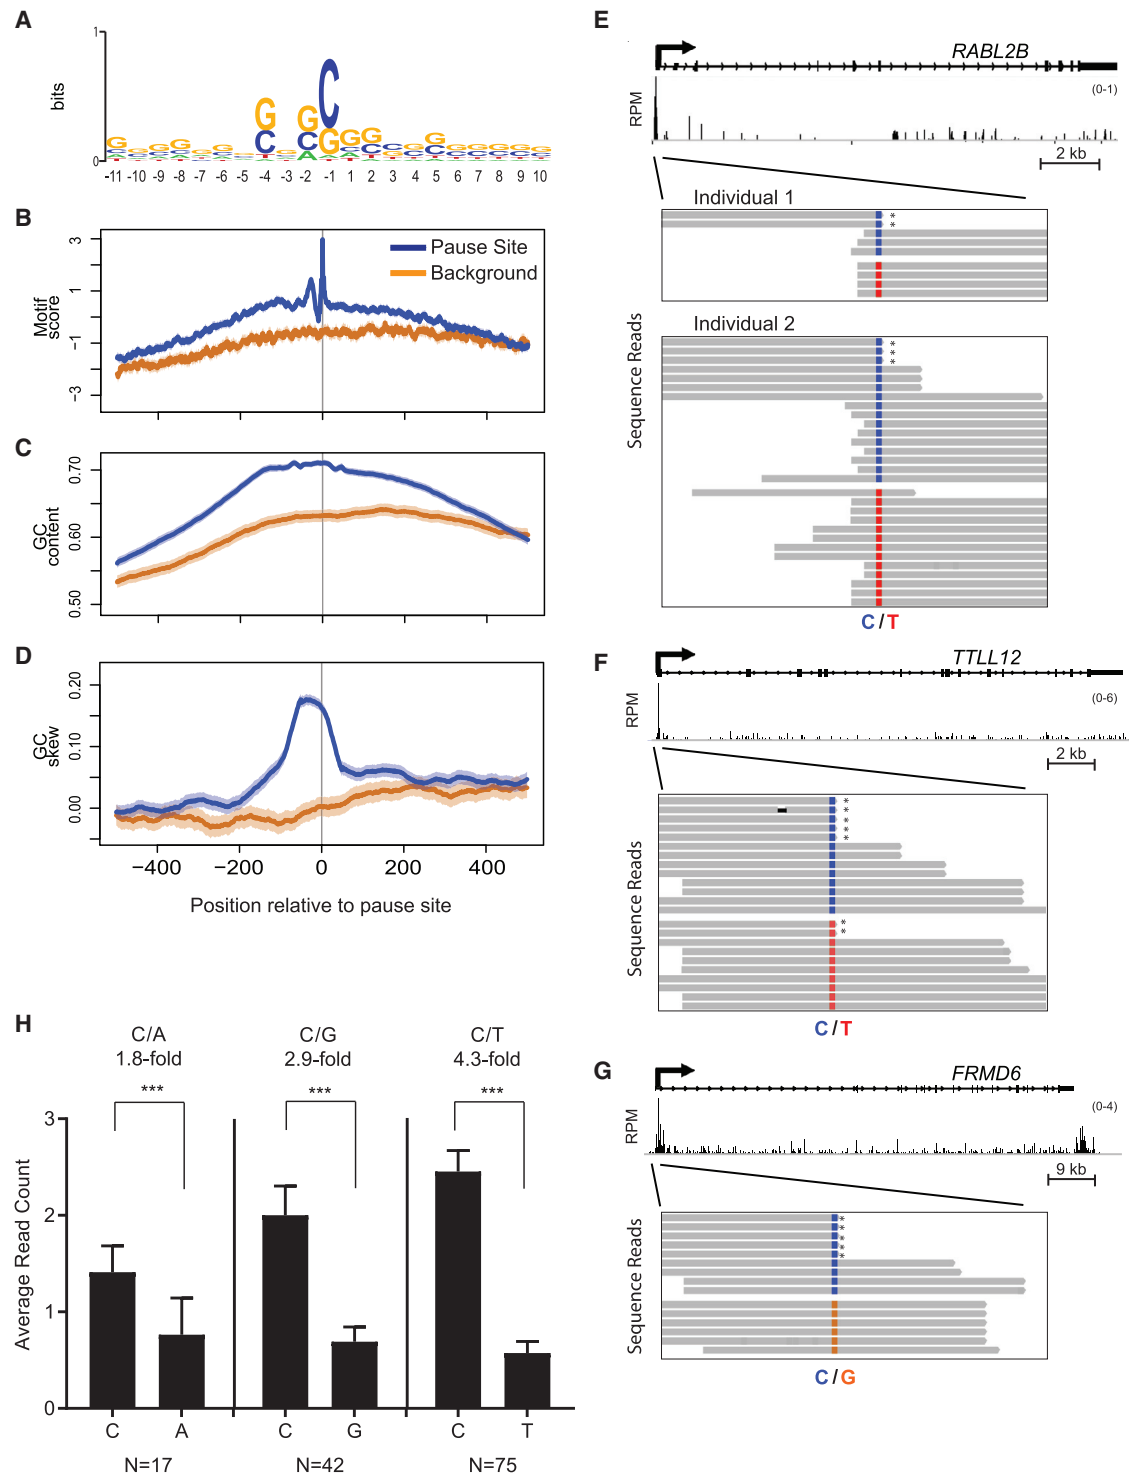 A
1
bits
0
G C G C A C G G G C G
-11 -10 -9 -8 -7 -6 -5 -4 -3 -2 -1 1 2 3 4 5 6 7 8 9 10
B
Motif score
3
1
-1
-3
Pause Site
Background
C
GC content
0.70
0.60
0.50
D
GC skew
0.20
0.10
0.00
−400 −200 0 200 400
Position relative to pause site
H
C/A
1.8-fold
C/G
2.9-fold
C/T
4.3-fold
*** *** ***
Average Read Count
3
2
1
0
C A C G C T
N=17 N=42 N=75
E
RABL2B
RPM
(0-1)
2 kb
Individual 1
*
*
Individual 2
*
*
*
Sequence Reads
C/T
F
TTLL12
RPM
(0-6)
2 kb
*
*
*
*
*
*
*
Sequence Reads
C/T
G
FRMD6
RPM
(0-4)
9 kb
*
*
*
*
*
Sequence Reads
C/G